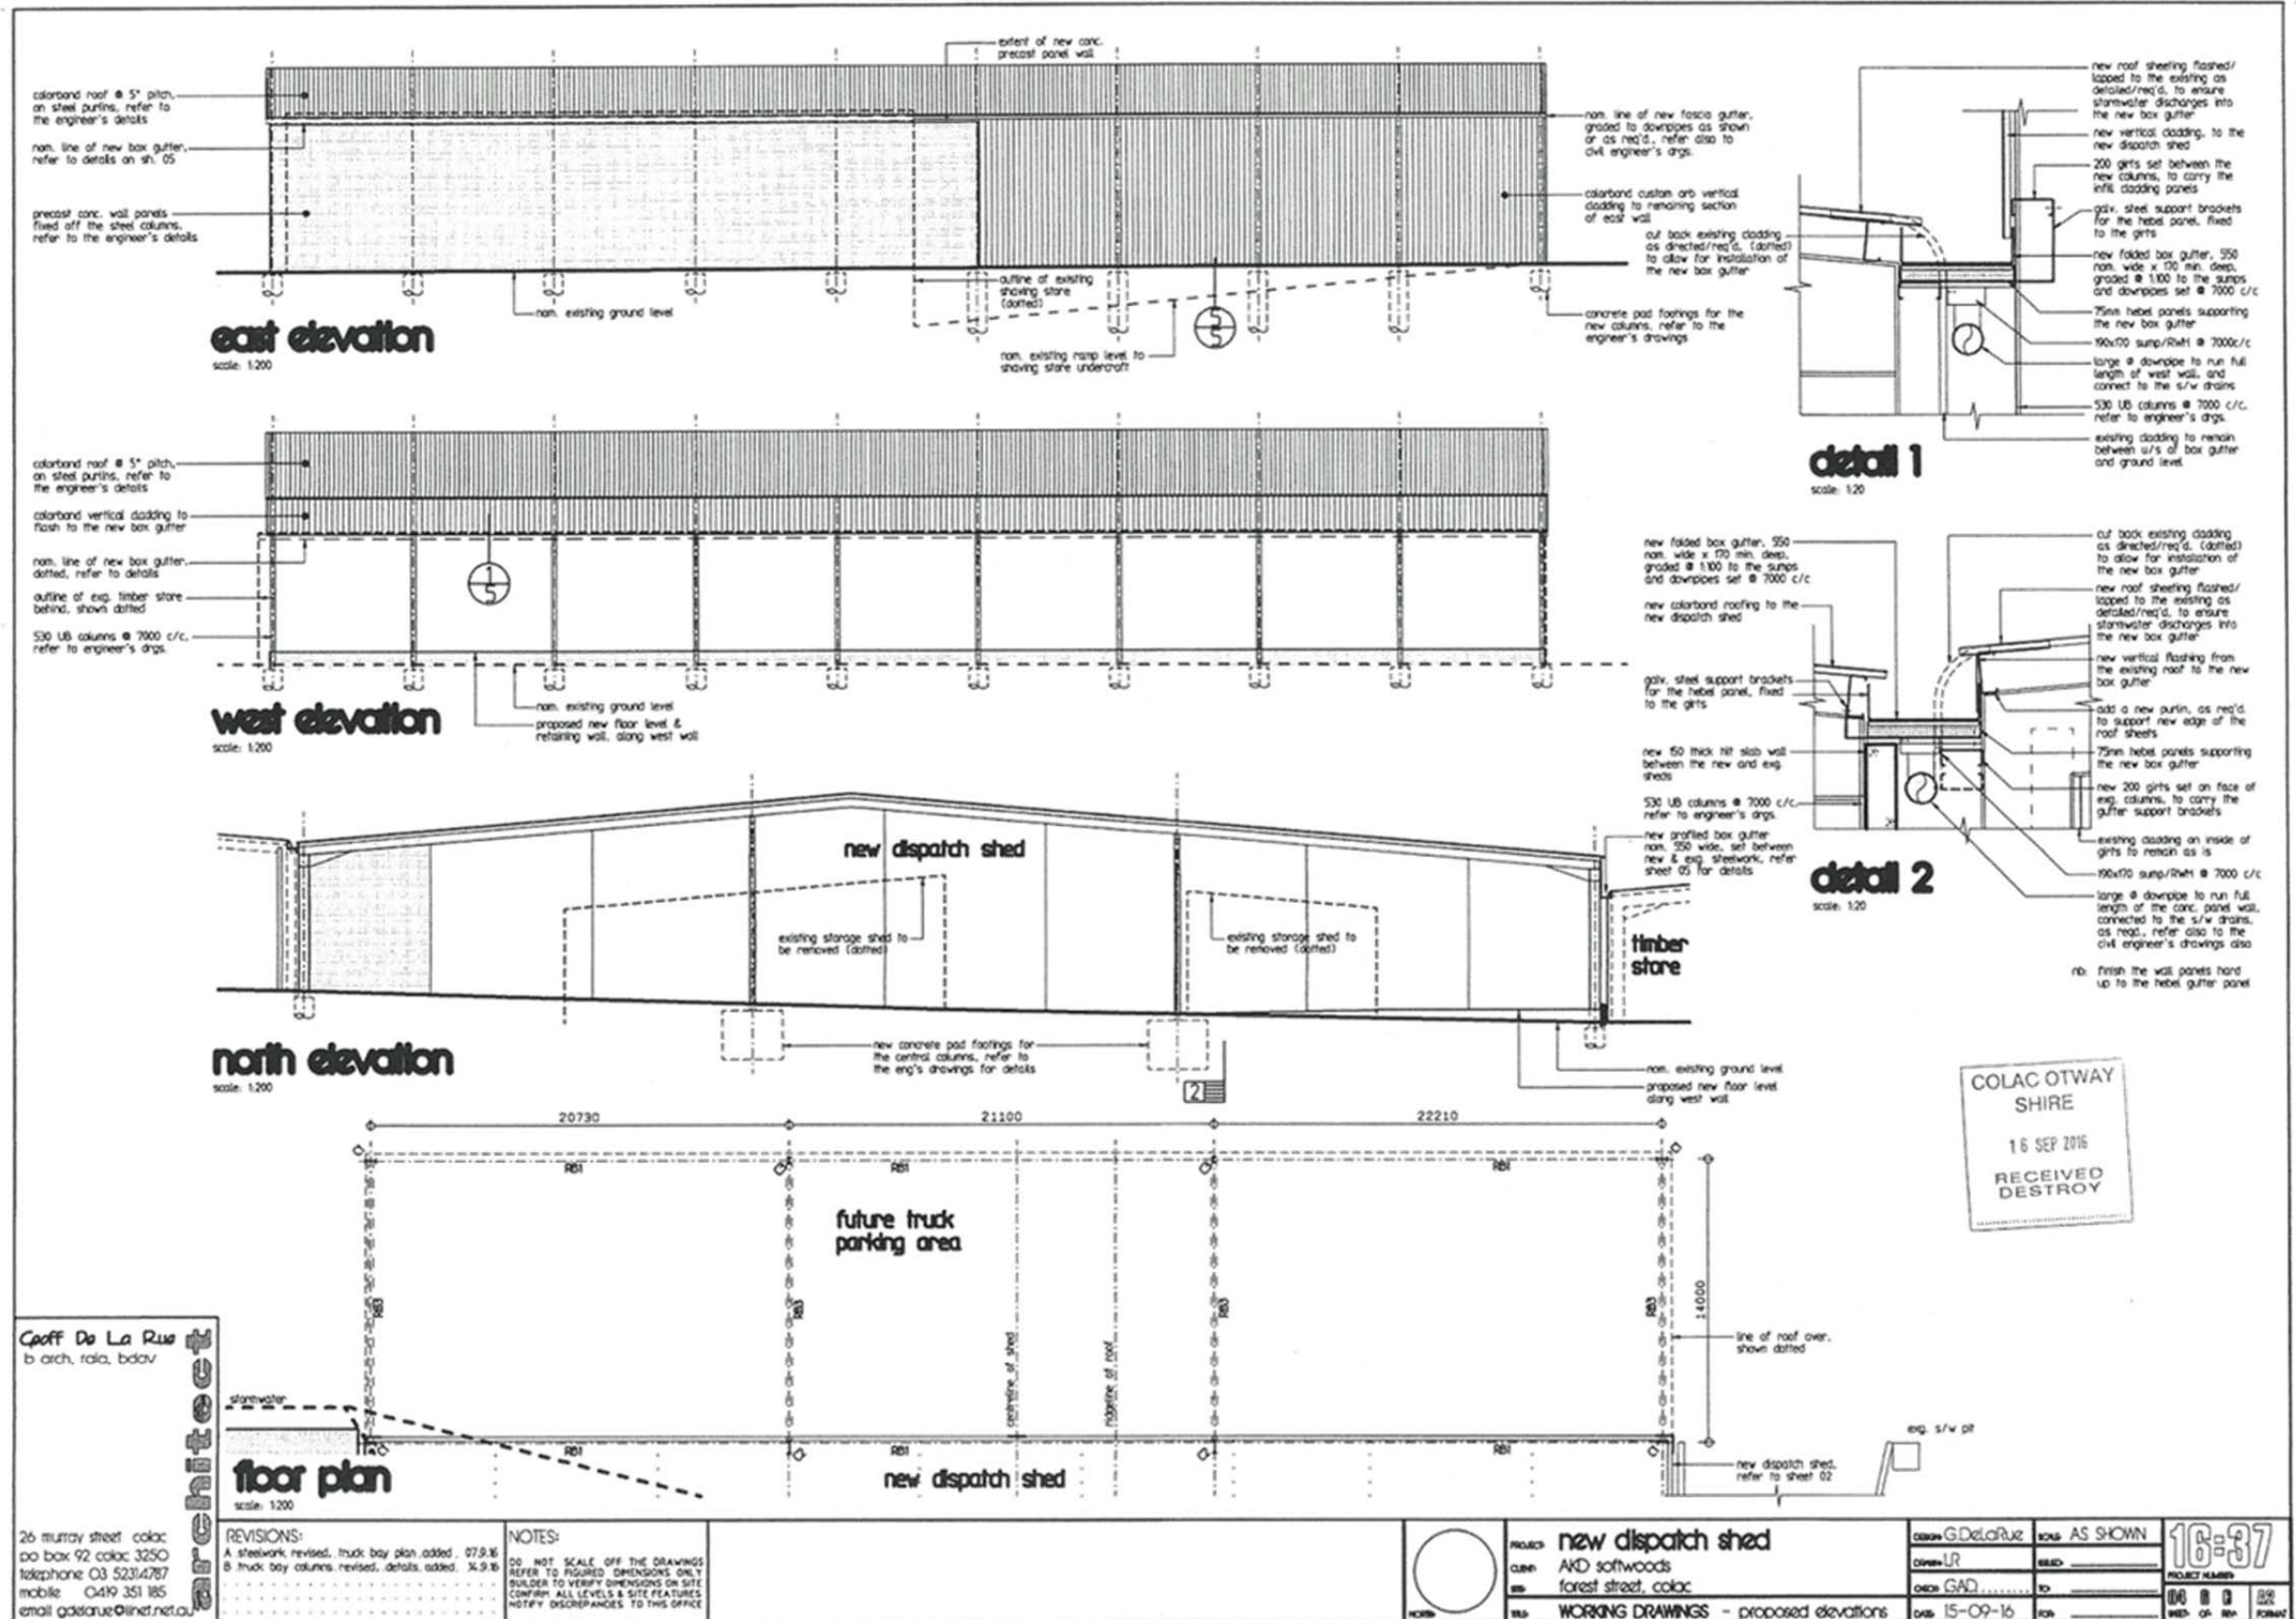 extent of new conc.
precast panel wall
colorbond roof @ 5° pitch,
on steel purlins, refer to
the engineer's details
nom. line of new box gutter,
refer to details on sh. 05
precast conc. wall panels
fixed off the steel columns,
refer to the engineer's details
nom. line of new fascia gutter,
graded to downpipes as shown
or as req'd., refer also to
civil engineer's drgs.
colorbond custom orb vertical
cladding to remaining section
of east wall
outline of existing
shaving store
(dotted)
nom. existing ground level
5
5
concrete pad footings for the
new columns, refer to the
engineer's drawings
nom. existing ramp level to
shaving store undercroft
east elevation
scale: 1:200
colorbond roof @ 5° pitch,
on steel purlins, refer to
the engineer's details
colorbond vertical cladding to
flash to the new box gutter
nom. line of new box gutter,
dotted, refer to details
outline of exg. timber store
behind, shown dotted
530 UB columns @ 7000 c/c,
refer to engineer's drgs.
1
5
nom. existing ground level
proposed new floor level &
retaining wall, along west wall
west elevation
scale: 1:200
new dispatch shed
existing storage shed to
be removed (dotted)
existing storage shed to
be removed (dotted)
new profiled box gutter
nom. 550 wide, set between
new & exg. steelwork, refer
sheet 05 for details
timber
store
new concrete pad footings for
the central columns, refer to
the eng's drawings for details
nom. existing ground level
proposed new floor level
along west wall
north elevation
scale: 1:200
2
20730
21100
22210
RB1
RB1
RB1
future truck
parking area
RB3
RB3
RB3
RB3
14000
centreline of shed
ridgeline of roof
line of roof over,
shown dotted
stormwater
RB1
RB1
RB1
exg. s/w pit
new dispatch shed
new dispatch shed,
refer to sheet 02
floor plan
scale: 1:200
new roof sheeting flashed/
lapped to the existing as
detailed/req'd, to ensure
stormwater discharges into
the new box gutter
new vertical cladding, to the
new dispatch shed
200 girts set between the
new columns, to carry the
infill cladding panels
galv. steel support brackets
for the hebel panel, fixed
to the girts
cut back existing cladding
as directed/req'd, (dotted)
to allow for installation of
the new box gutter
new folded box gutter, 550
nom. wide x 170 min. deep,
graded @ 1:100 to the sumps
and downpipes set @ 7000 c/c
75mm hebel panels supporting
the new box gutter
190x170 sump/RWH @ 7000c/c
large ø downpipe to run full
length of west wall, and
connect to the s/w drains
530 UB columns @ 7000 c/c,
refer to engineer's drgs.
existing cladding to remain
between u/s of box gutter
and ground level
detail 1
scale: 1:20
new folded box gutter, 550
nom. wide x 170 min. deep,
graded @ 1:100 to the sumps
and downpipes set @ 7000 c/c
new colorbond roofing to the
new dispatch shed
galv. steel support brackets
for the hebel panel, fixed
to the girts
new 150 thick tilt slab wall
between the new and exg.
sheds
530 UB columns @ 7000 c/c,
refer to engineer's drgs.
cut back existing cladding
as directed/req'd, (dotted)
to allow for installation of
the new box gutter
new roof sheeting flashed/
lapped to the existing as
detailed/req'd, to ensure
stormwater discharges into
the new box gutter
new vertical flashing from
the existing roof to the new
box gutter
add a new purlin, as req'd.
to support new edge of the
roof sheets
75mm hebel panels supporting
the new box gutter
new 200 girts set on face of
exg. columns, to carry the
gutter support brackets
existing cladding on inside of
girts to remain as is
190x170 sump/RWH @ 7000 c/c
large ø downpipe to run full
length of the conc. panel wall,
connected to the s/w drains,
as reqd., refer also to the
civil engineer's drawings also
nb: finish the wall panels hard
up to the hebel gutter panel
detail 2
scale: 1:20
COLAC OTWAY
SHIRE
16 SEP 2016
RECEIVED
DESTROY
Geoff De La Rue
b arch, raia, bdav
architect
26 murray street colac
po box 92 colac 3250
telephone 03 52314787
mobile 0419 351 185
email gdelarue@iinet.net.au
REVISIONS:
A steelwork revised, truck bay plan added. 07.9.16
B truck bay columns revised, details added. 14.9.16
NOTES:
DO NOT SCALE OFF THE DRAWINGS
REFER TO FIGURED DIMENSIONS ONLY
BUILDER TO VERIFY DIMENSIONS ON SITE
CONFIRM ALL LEVELS & SITE FEATURES
NOTIFY DISCREPANCIES TO THIS OFFICE
NORTH
PROJECT: new dispatch shed
CLIENT: AKD softwoods
SITE: forest street, colac
TITLE: WORKING DRAWINGS - proposed elevations
DESIGN: G.DeLaRue
DRAWN: LR
CHECK: GAD
DATE: 15-09-16
SCALE: AS SHOWN
ISSUED:
TO:
FOR:
16:37
PROJECT NUMBER
04
A2